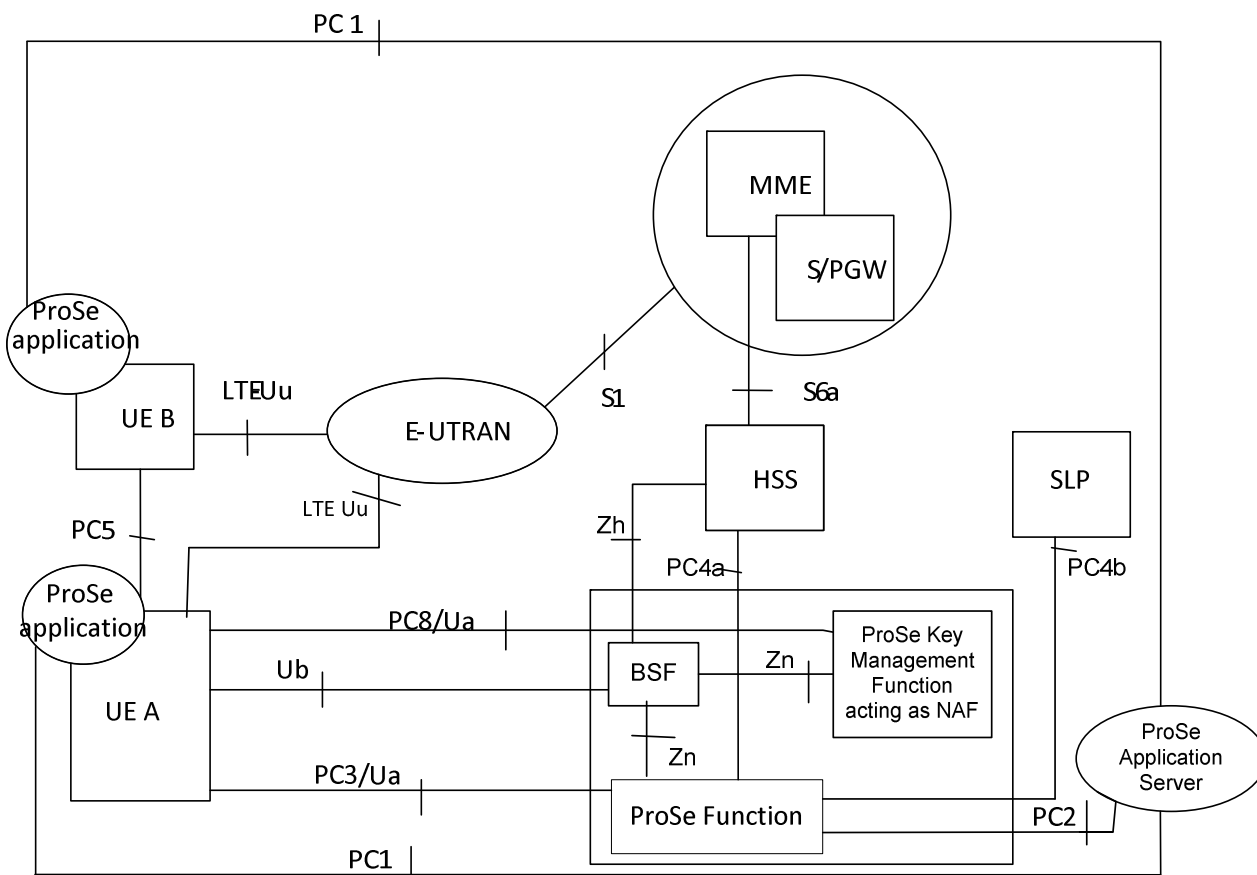 PC 1
MME
S/PGW
ProSe
application
LTE-Uu
UE B
E-UTRAN
S1
S6a
HSS
SLP
LTE Uu
PC5
Zh
PC4a
PC4b
ProSe
application
PC8/Ua
ProSe Key
Management
Function
acting as NAF
Ub
BSF
Zn
UE A
Zn
ProSe
Application
Server
PC3/Ua
ProSe Function
PC2
PC1